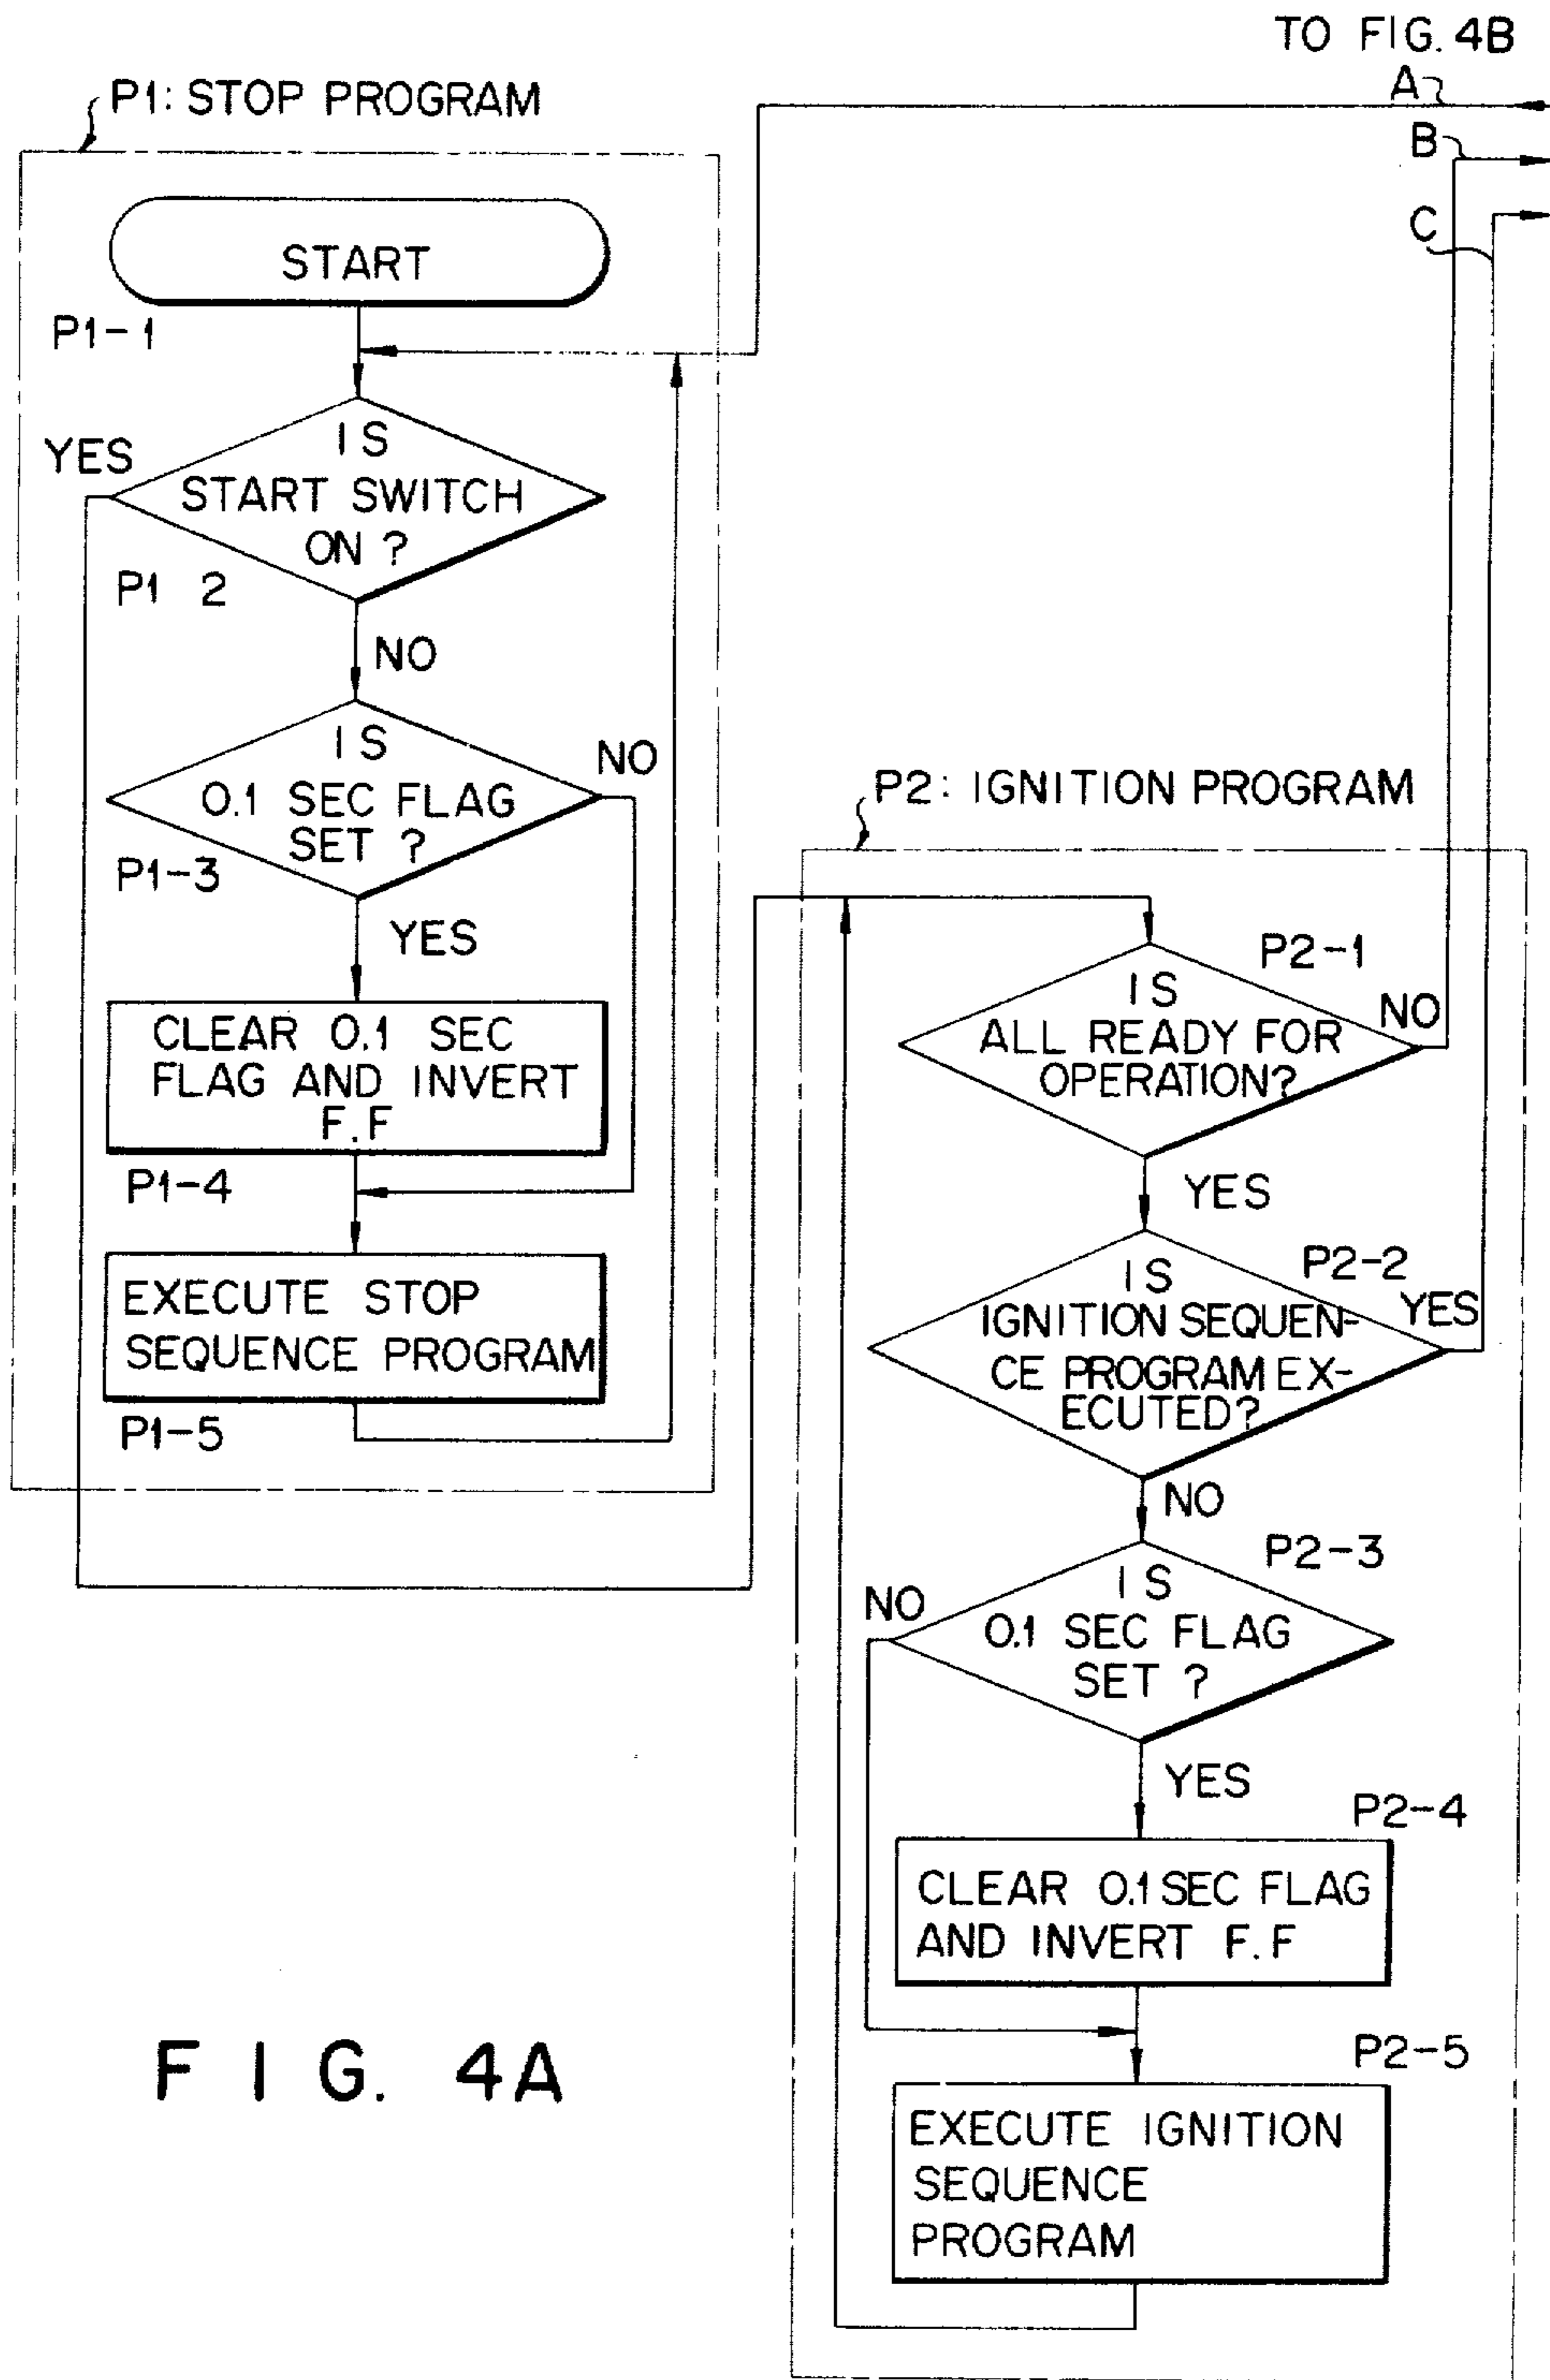 TO FIG. 4B
A
B
C
P1: STOP PROGRAM
START
P1-1
IS
START SWITCH
ON ?
YES
P1 2
NO
IS
0.1 SEC FLAG
SET ?
NO
P1-3
YES
CLEAR 0.1 SEC
FLAG AND INVERT
F.F
P1-4
EXECUTE STOP
SEQUENCE PROGRAM
P1-5
P2: IGNITION PROGRAM
P2-1
IS
ALL READY FOR
OPERATION?
NO
YES
P2-2
IS
IGNITION SEQUEN-
CE PROGRAM EX-
ECUTED?
YES
NO
P2-3
IS
0.1 SEC FLAG
SET ?
NO
YES
P2-4
CLEAR 0.1 SEC FLAG
AND INVERT F.F
P2-5
EXECUTE IGNITION
SEQUENCE
PROGRAM
FIG. 4A